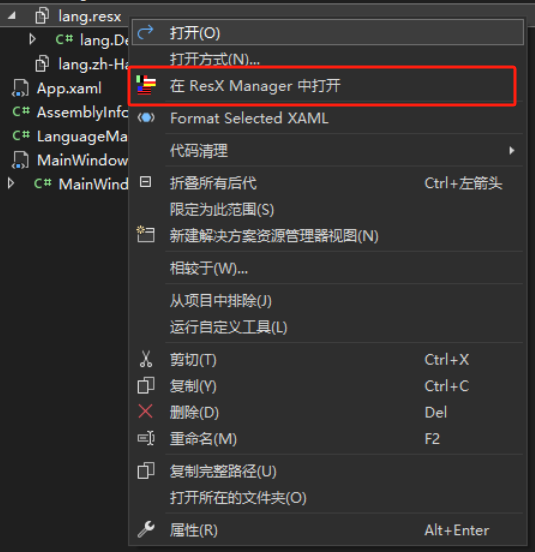 lang.resx
C# lang.De
lang.zh-Ha
App.xaml
C# AssemblyInfo
C# LanguageMa
MainWindow
C# MainWind
打开(O)
打开方式(N)...
在 ResX Manager 中打开
Format Selected XAML
代码清理
折叠所有后代 Ctrl+左箭头
限定为此范围(S)
新建解决方案资源管理器视图(N)
相较于(W)...
从项目中排除(J)
运行自定义工具(L)
剪切(T) Ctrl+X
复制(Y) Ctrl+C
删除(D) Del
重命名(M) F2
复制完整路径(U)
打开所在的文件夹(O)
属性(R) Alt+Enter